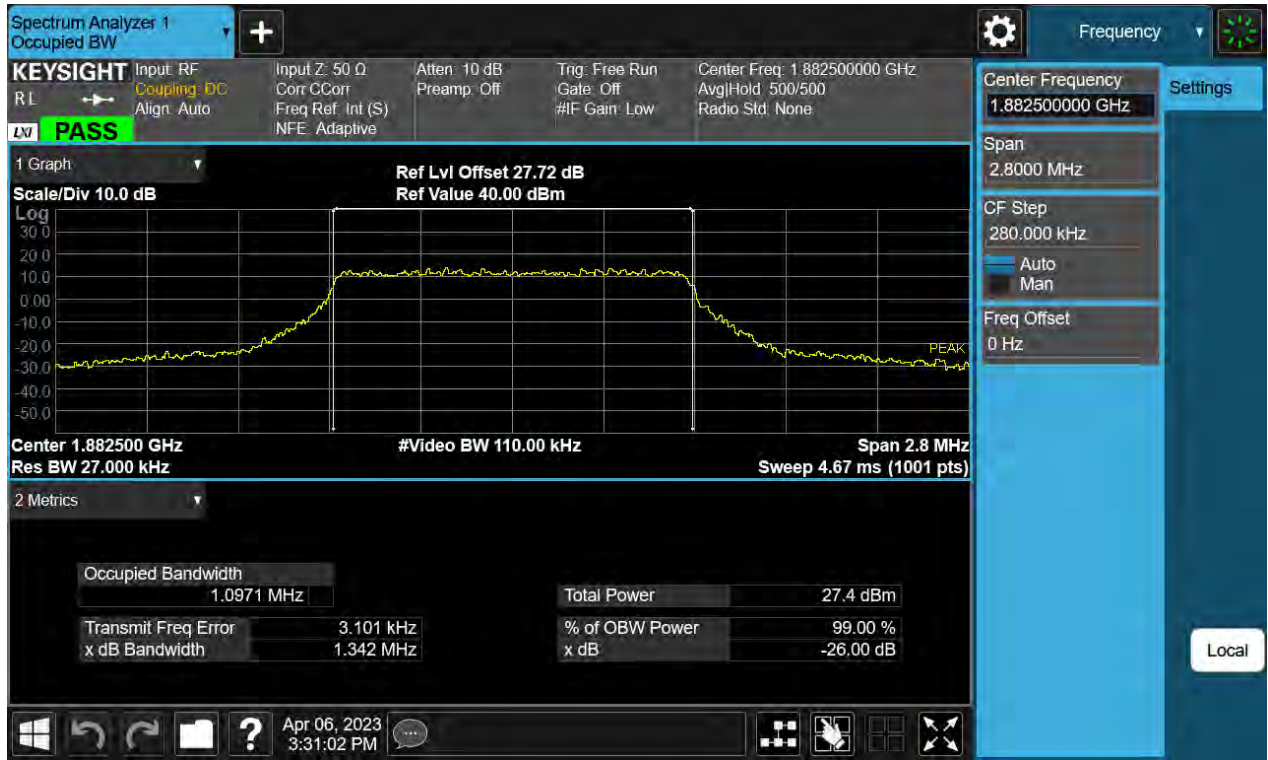 Spectrum Analyzer 1
Occupied BW
Frequency
KEYSIGHT
RL
LXI
PASS
Input: RF
Coupling: DC
Align: Auto
Input Z: 50 Ω
Corr CCorr
Freq Ref: Int (S)
NFE: Adaptive
Atten: 10 dB
Preamp: Off
Trig: Free Run
Gate: Off
#IF Gain: Low
Center Freq: 1.882500000 GHz
Avg|Hold: 500/500
Radio Std: None
Center Frequency
1.882500000 GHz
Settings
Span
2.8000 MHz
CF Step
280.000 kHz
Auto
Man
Freq Offset
0 Hz
Local
1 Graph
Scale/Div 10.0 dB
Ref Lvl Offset 27.72 dB
Ref Value 40.00 dBm
Log
30.0
20.0
10.0
0.00
-10.0
-20.0
-30.0
-40.0
-50.0
PEAK
Center 1.882500 GHz
#Video BW 110.00 kHz
Span 2.8 MHz
Res BW 27.000 kHz
Sweep 4.67 ms (1001 pts)
2 Metrics
Occupied Bandwidth
1.0971 MHz
Total Power 27.4 dBm
Transmit Freq Error 3.101 kHz
% of OBW Power 99.00 %
x dB Bandwidth 1.342 MHz
x dB -26.00 dB
?
Apr 06, 2023
3:31:02 PM